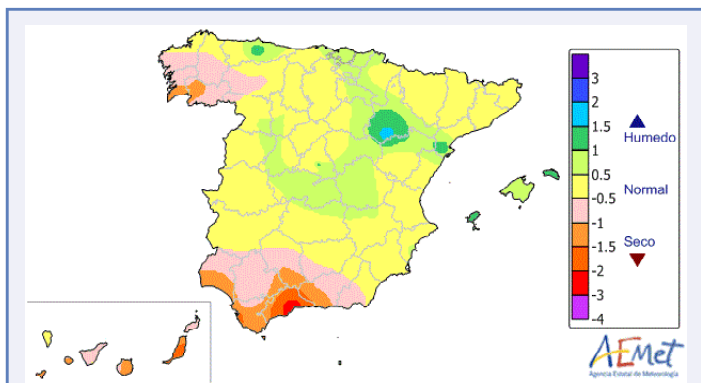 3
2
1.5
Humedo
1
0.5
Normal
-0.5
-1
-1.5
Seco
-2
-3
-4
AEMet
Agencia Estatal de Meteorología